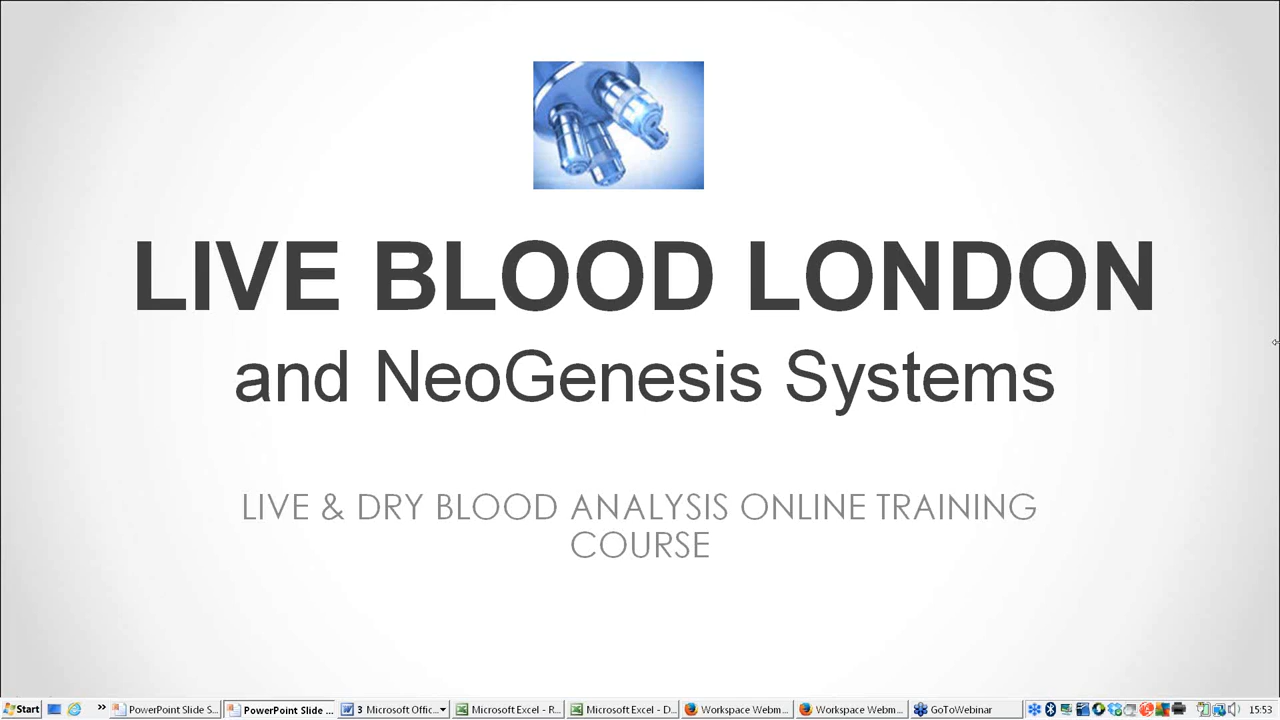 LIVE BLOOD LONDON
and NeoGenesis Systems
LIVE & DRY BLOOD ANALYSIS ONLINE TRAINING
COURSE
Start
PowerPoint Slide S...
PowerPoint Slide ...
3 Microsoft Offic...
Microsoft Excel - R...
Microsoft Excel - D...
Workspace Webm...
Workspace Webm...
GoToWebinar
15:53